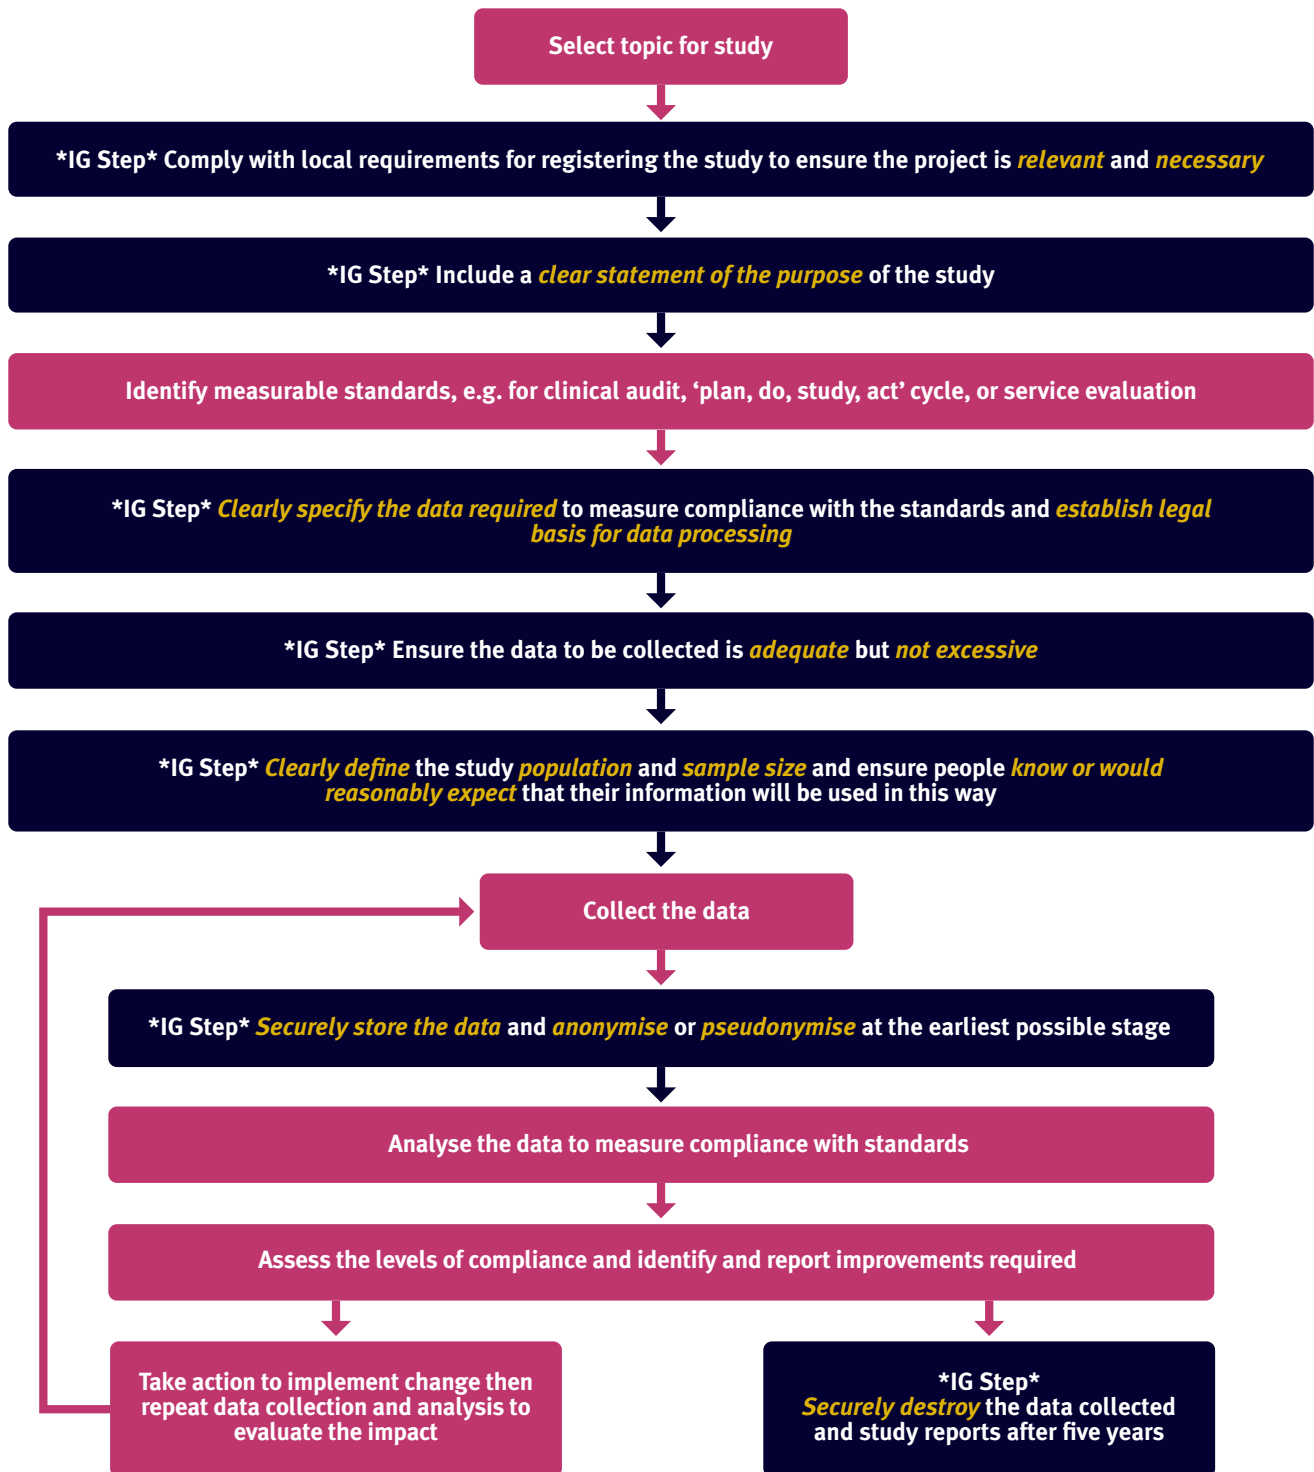 Select topic for study
*IG Step* Comply with local requirements for registering the study to ensure the project is relevant and necessary
*IG Step* Include a clear statement of the purpose of the study
Identify measurable standards, e.g. for clinical audit, ‘plan, do, study, act’ cycle, or service evaluation
*IG Step* Clearly specify the data required to measure compliance with the standards and establish legal
basis for data processing
*IG Step* Ensure the data to be collected is adequate but not excessive
*IG Step* Clearly define the study population and sample size and ensure people know or would
reasonably expect that their information will be used in this way
Collect the data
*IG Step* Securely store the data and anonymise or pseudonymise at the earliest possible stage
Analyse the data to measure compliance with standards
Assess the levels of compliance and identify and report improvements required
Take action to implement change then
repeat data collection and analysis to
evaluate the impact
*IG Step*
Securely destroy the data collected
and study reports after five years